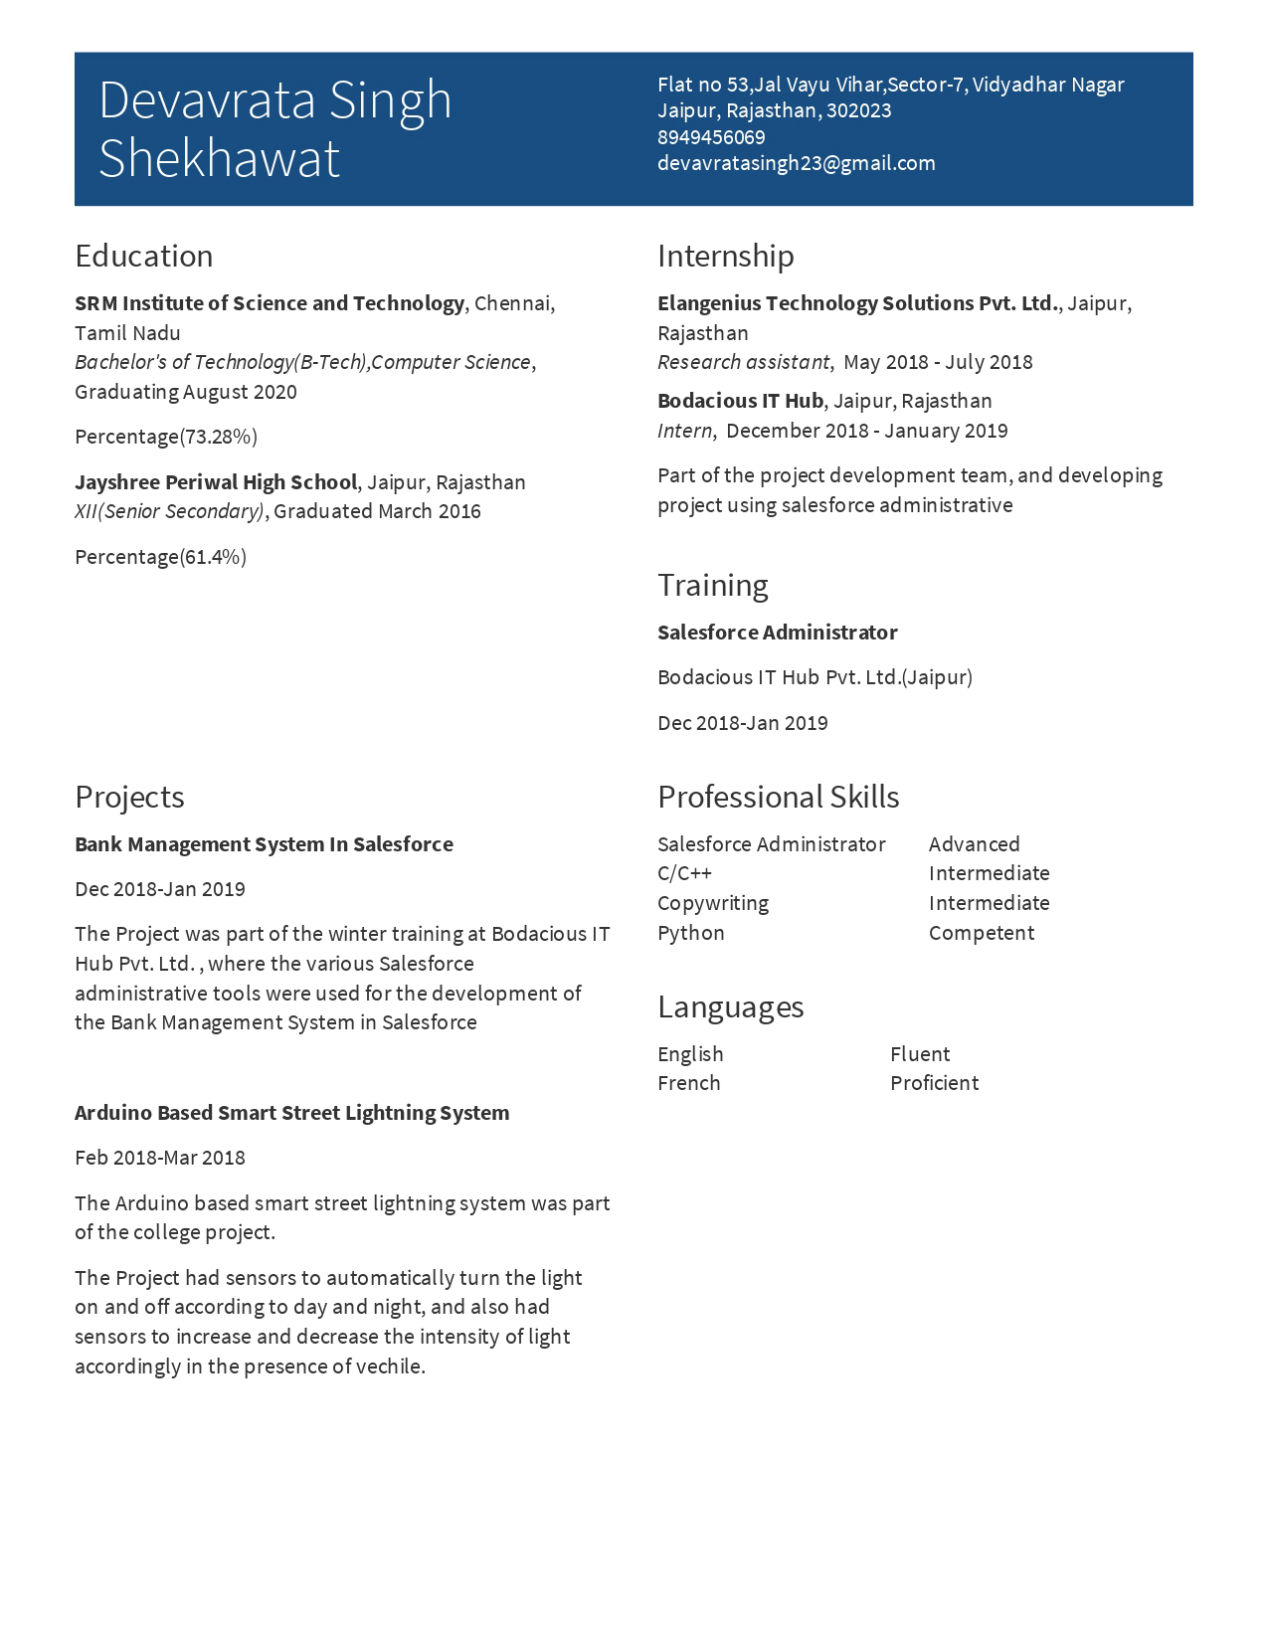 Devavrata Singh
Shekhawat
Flat no 53,Jal Vayu Vihar,Sector-7, Vidyadhar Nagar
Jaipur, Rajasthan, 302023
8949456069
devavratasingh23@gmail.com
Education
SRM Institute of Science and Technology, Chennai,
Tamil Nadu
Bachelor's of Technology(B-Tech),Computer Science,
Graduating August 2020
Percentage(73.28%)
Jayshree Periwal High School, Jaipur, Rajasthan
XII(Senior Secondary), Graduated March 2016
Percentage(61.4%)
Internship
Elangenius Technology Solutions Pvt. Ltd., Jaipur,
Rajasthan
Research assistant, May 2018 - July 2018
Bodacious IT Hub, Jaipur, Rajasthan
Intern, December 2018 - January 2019
Part of the project development team, and developing
project using salesforce administrative
Training
Salesforce Administrator
Bodacious IT Hub Pvt. Ltd.(Jaipur)
Dec 2018-Jan 2019
Projects
Bank Management System In Salesforce
Dec 2018-Jan 2019
The Project was part of the winter training at Bodacious IT
Hub Pvt. Ltd. , where the various Salesforce
administrative tools were used for the development of
the Bank Management System in Salesforce
Arduino Based Smart Street Lightning System
Feb 2018-Mar 2018
The Arduino based smart street lightning system was part
of the college project.
The Project had sensors to automatically turn the light
on and off according to day and night, and also had
sensors to increase and decrease the intensity of light
accordingly in the presence of vechile.
Professional Skills
Salesforce Administrator Advanced
C/C++ Intermediate
Copywriting Intermediate
Python Competent
Languages
English Fluent
French Proficient